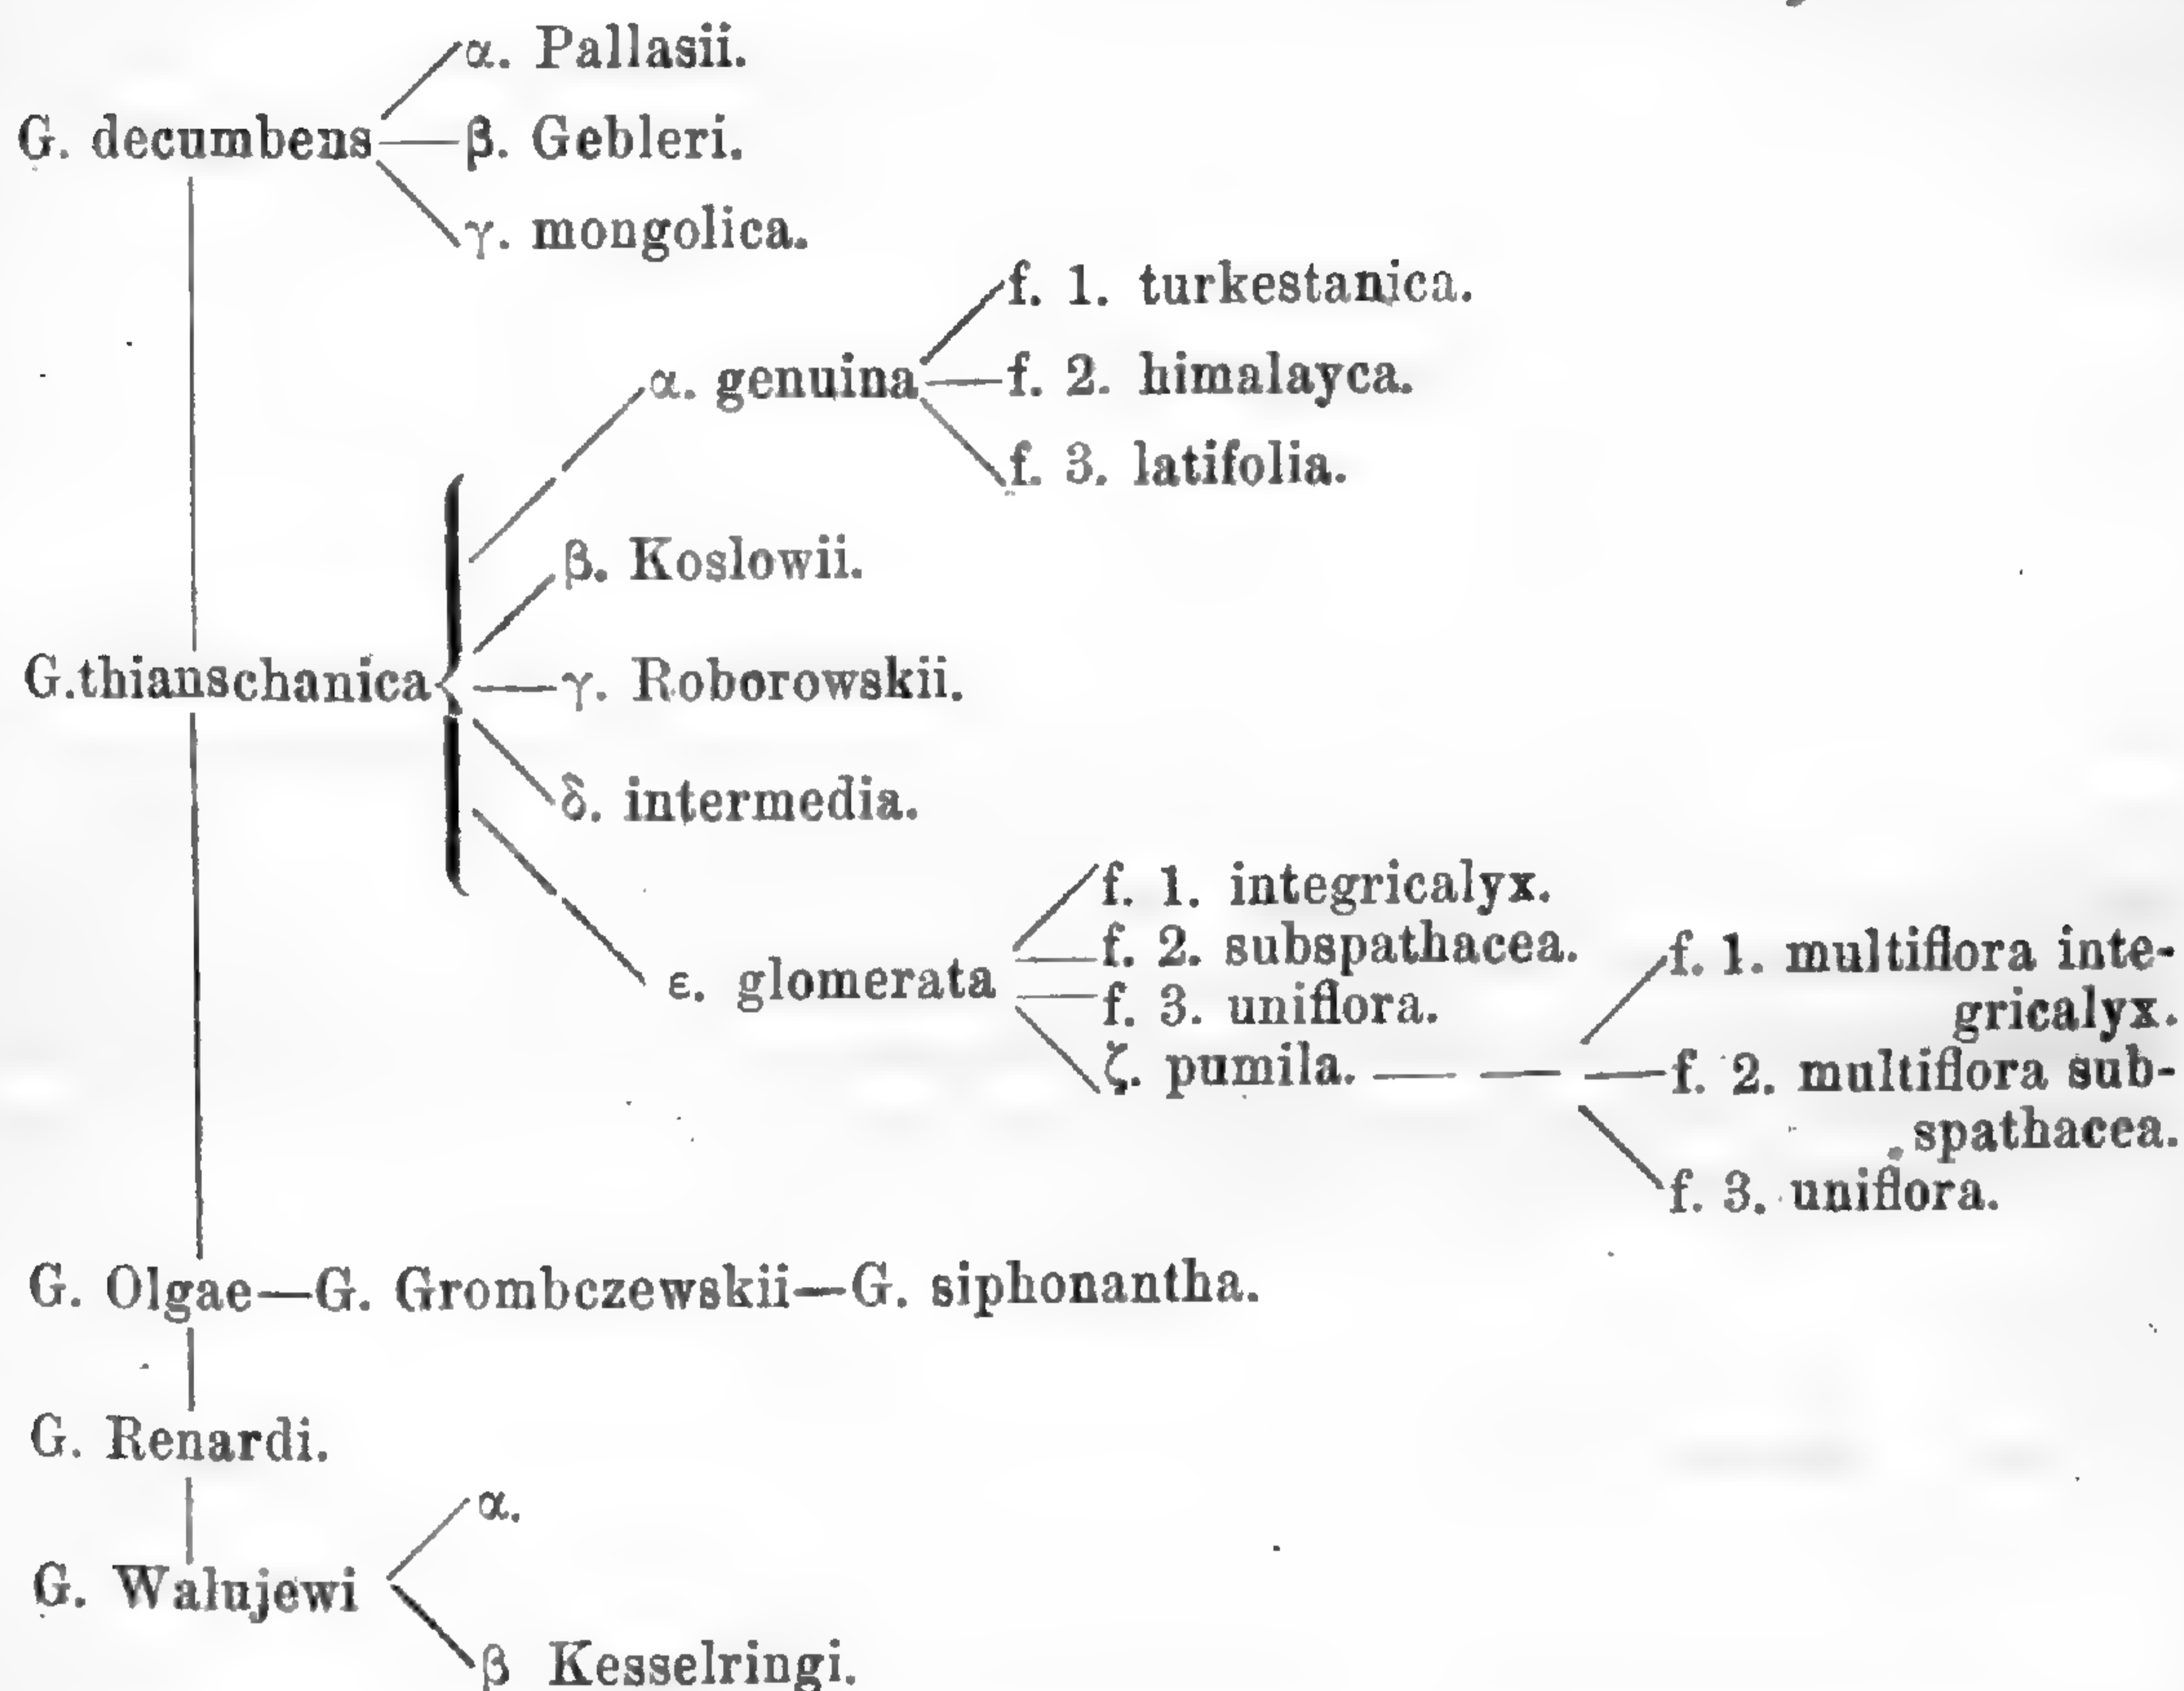 α. Pallasii.
G. decumbens
β. Gebleri.
γ. mongolica.
f. 1. turkestanica.
α. genuina
f. 2. himalayca.
f. 3. latifolia.
β. Koslowii.
G.thianschanica
γ. Roborowskii.
δ. intermedia.
f. 1. integricalyx.
f. 2. subspathacea.
ε. glomerata
f. 3. uniflora.
ζ. pumila.
f. 1. multiflora inte-
gricalyx.
f. 2. multiflora sub-
spathacea.
f. 3. uniflora.
G. Olgae—G. Grombczewskii—G. siphonantha.
G. Renardi.
α.
G. Walujewi
β Kesselringi.